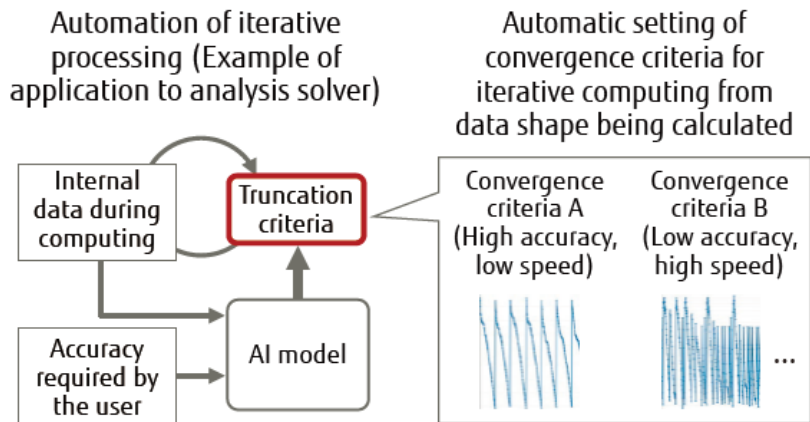 Automation of iterative
processing (Example of
application to analysis solver)
Internal
data during
computing
Truncation
criteria
Accuracy
required by
the user
AI model
Automatic setting of
convergence criteria for
iterative computing from
data shape being calculated
Convergence
criteria A
(High accuracy,
low speed)
Convergence
criteria B
(Low accuracy,
high speed)
...